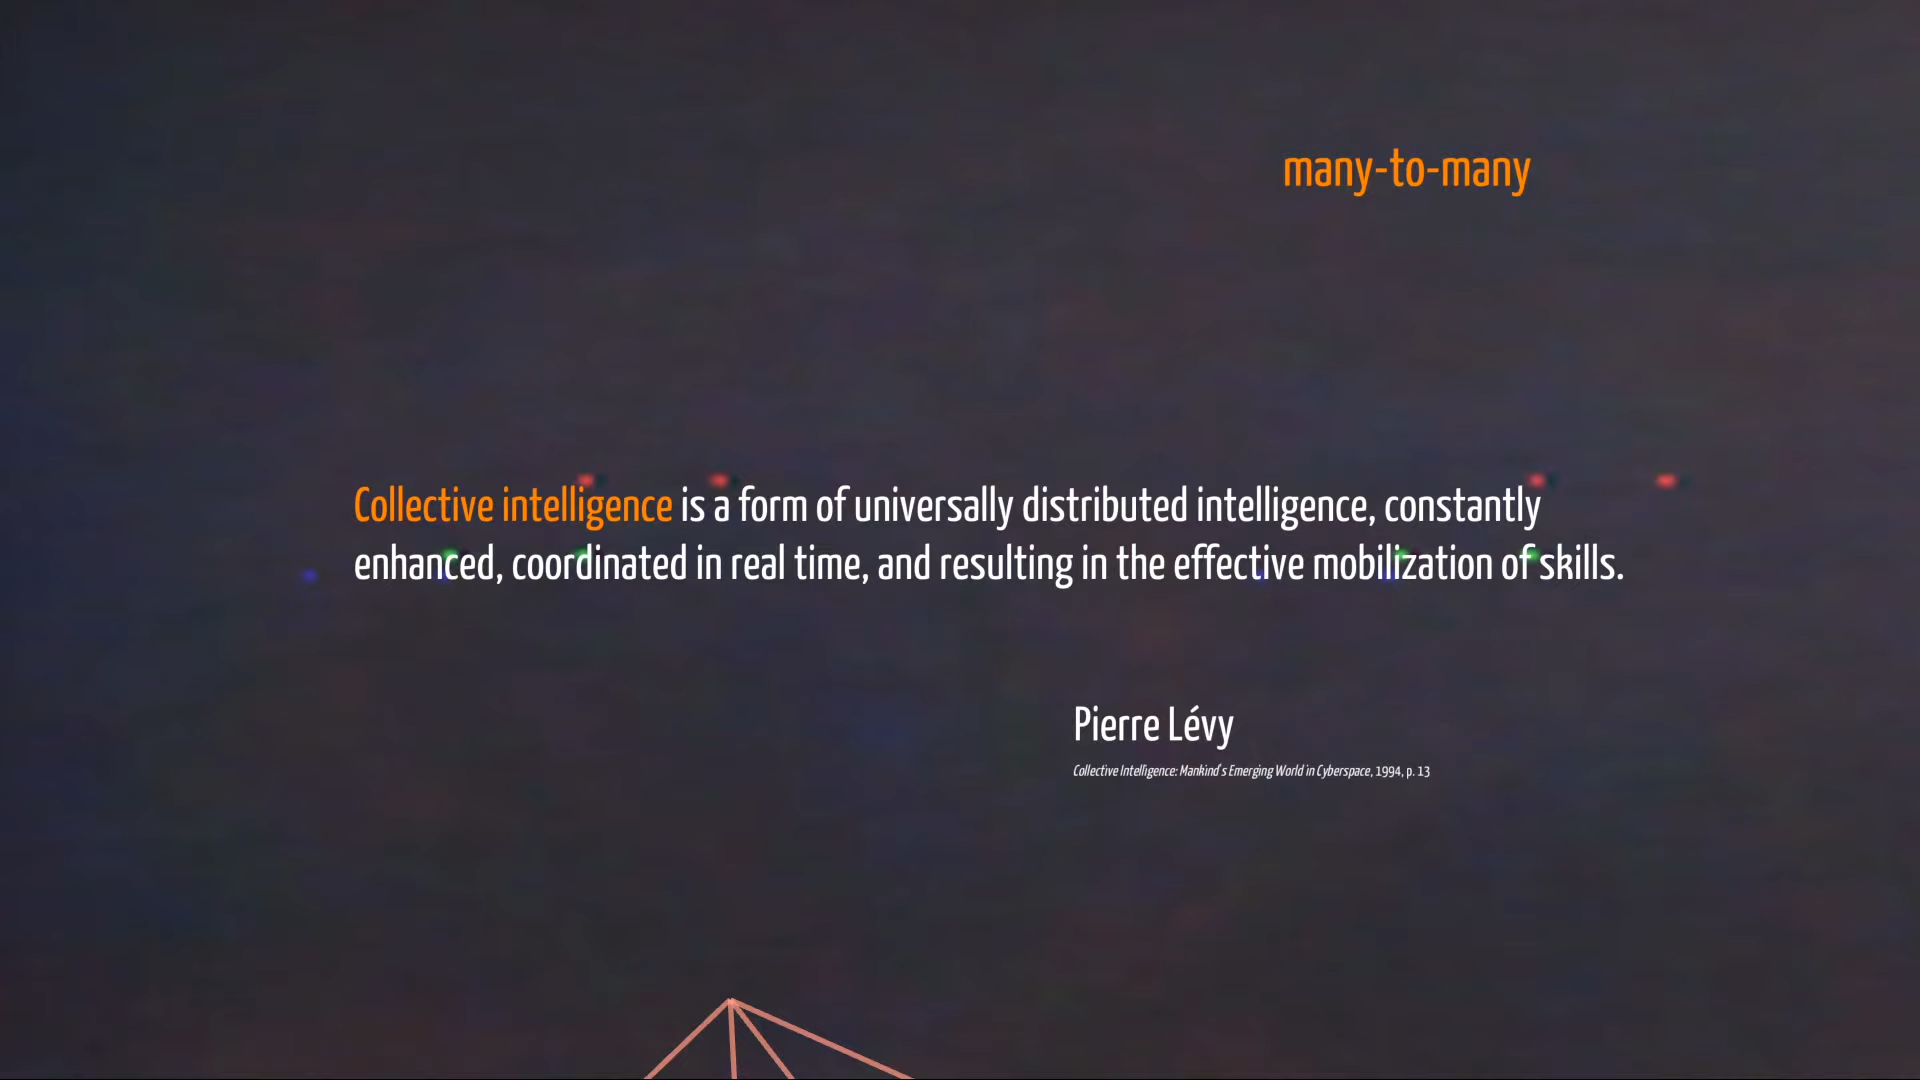 many-to-many
Collective intelligence is a form of universally distributed intelligence, constantly
enhanced, coordinated in real time, and resulting in the effective mobilization of skills.
Pierre Lévy
Collective Intelligence: Mankind's Emerging World in Cyberspace, 1994, p. 13